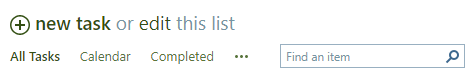 new task or edit this list
All Tasks Calendar Completed ••• Find an item